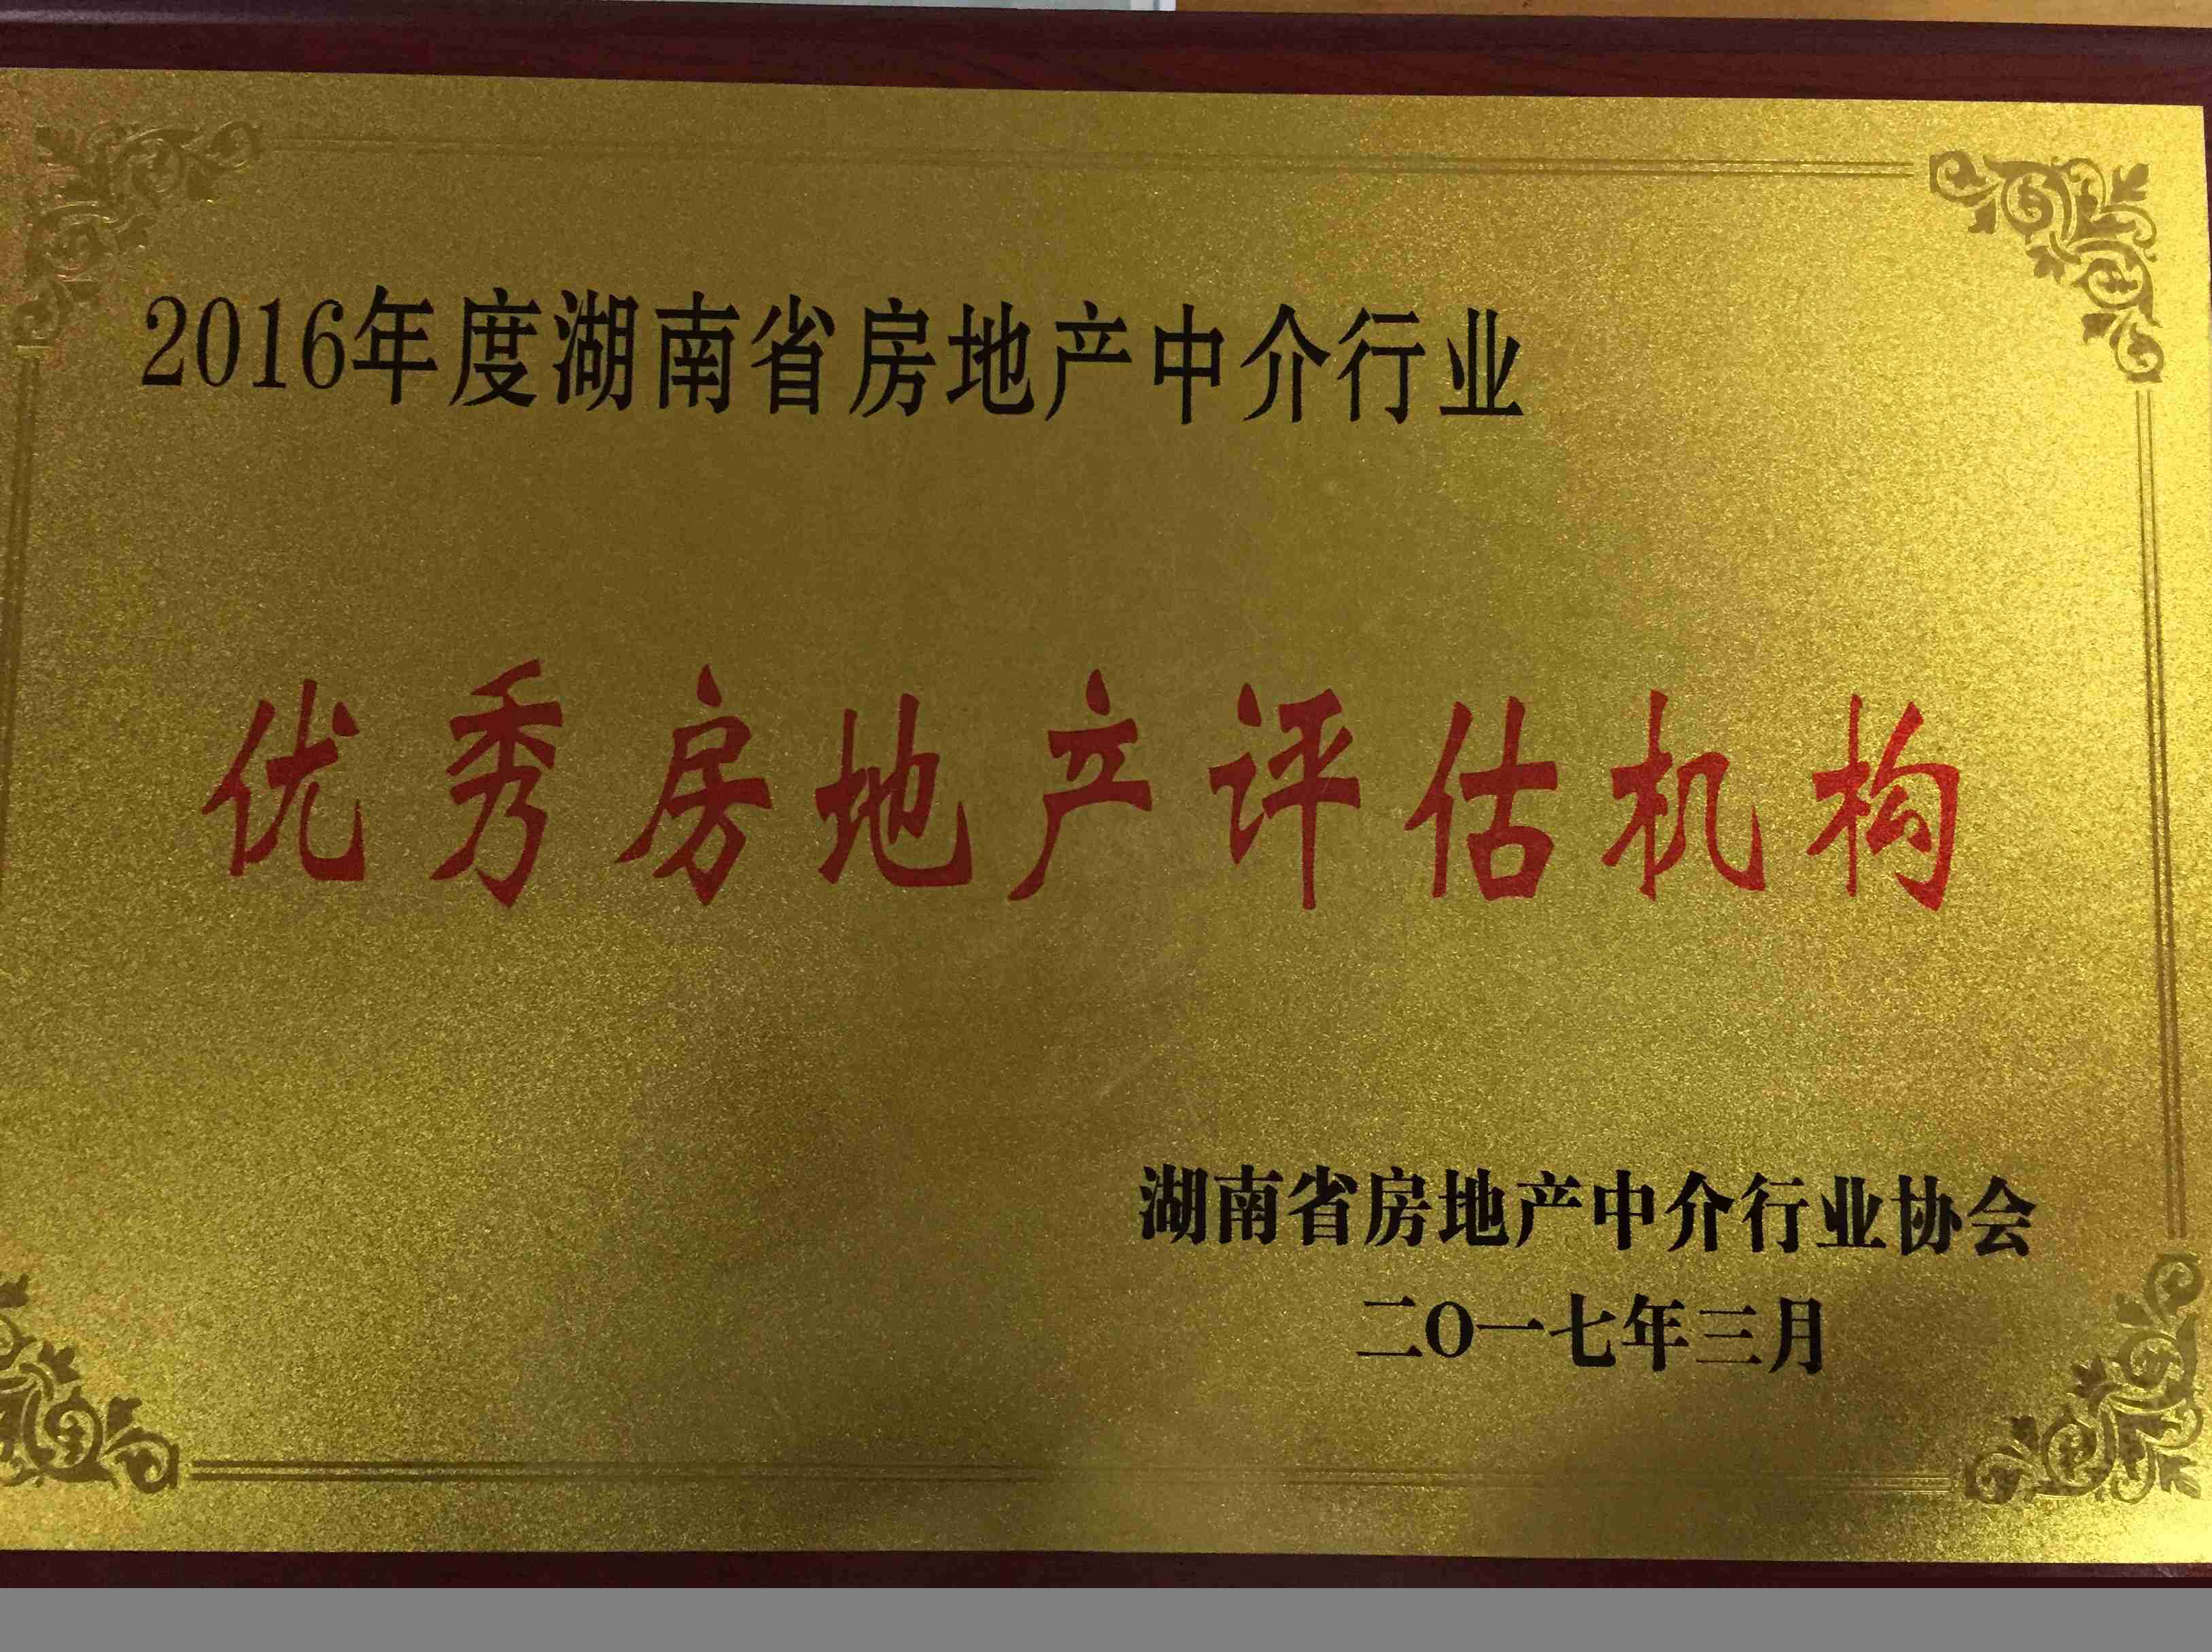 2016年度湖南省房地产中介行业
优秀房地产评估机构
湖南省房地产中介行业协会
二O一七年三月